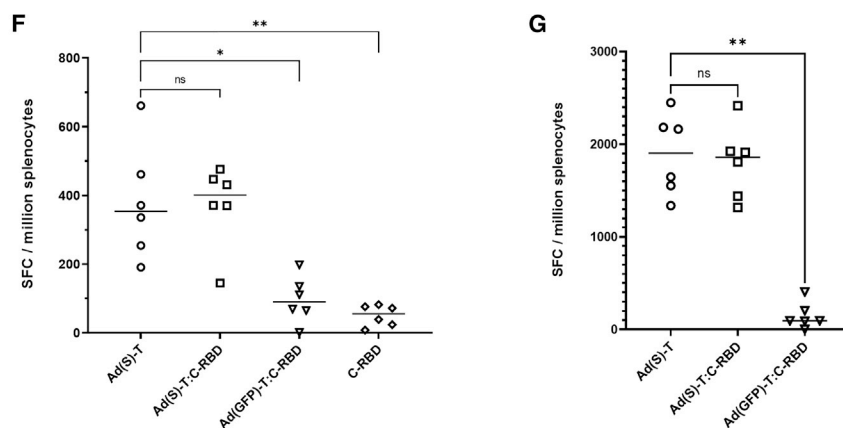 F
**
*
ns
SFC / million splenocytes
800
600
400
200
0
Ad(S)-T
Ad(S)-T:C-RBD
Ad(GFP)-T:C-RBD
C-RBD
G
**
ns
SFC / million splenocytes
3000
2000
1000
0
Ad(S)-T
Ad(S)-T:C-RBD
Ad(GFP)-T:C-RBD